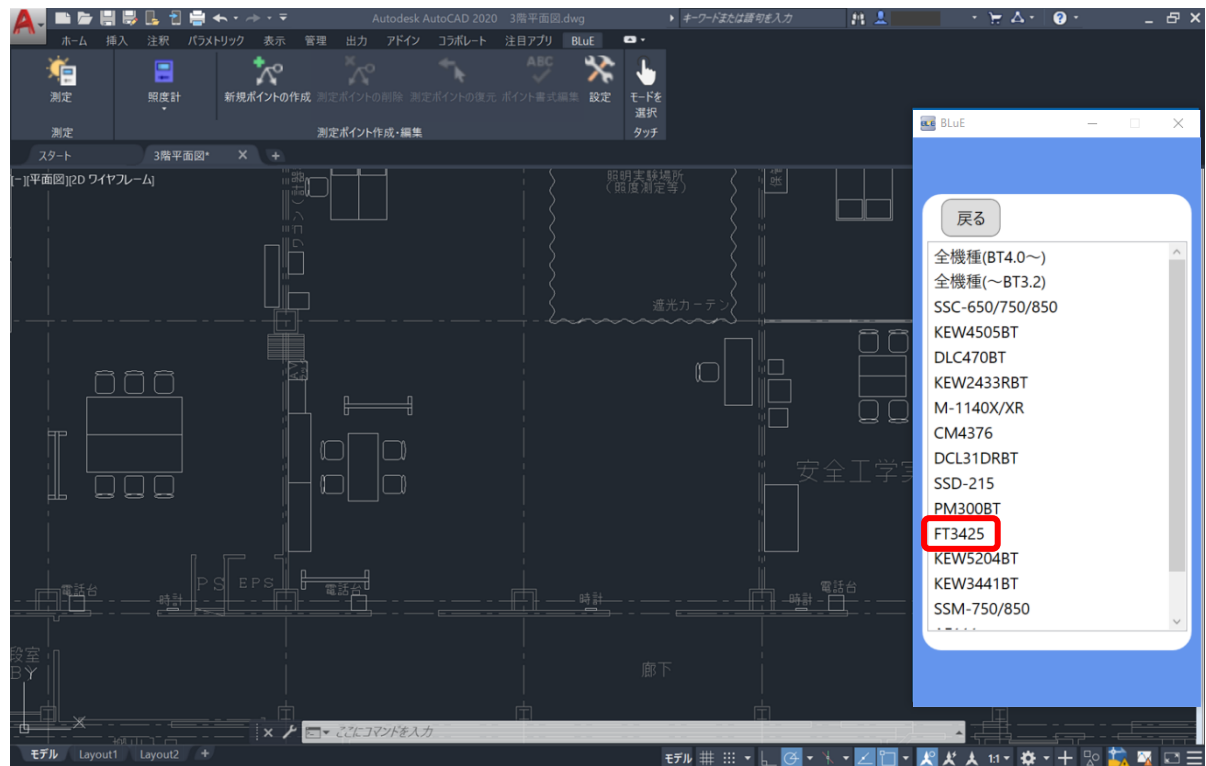 Autodesk AutoCAD 2020 3階平面図.dwg
キーワードまたは語句を入力
ホーム 挿入 注釈 パラメトリック 表示 管理 出力 アドイン コラボレート 注目アプリ BLuE
測定
照度計
新規ポイントの作成
測定ポイントの削除
測定ポイントの復元
ABC
ポイント書式編集
設定
モードを
選択
測定
測定ポイント作成・編集
タッチ
スタート
3階平面図*
[−][平面図][2D ワイヤフレーム]
照明実験場所
(照度測定等)
ワゴン(計器
遮光カーテン
AV
安全工学実
PS
EPS
電話台
時計
電話台
時計
電話台
時計
段室
BY
廊下
X
BLuE
戻る
全機種(BT4.0～)
全機種(～BT3.2)
SSC-650/750/850
KEW4505BT
DLC470BT
KEW2433RBT
M-1140X/XR
CM4376
DCL31DRBT
SSD-215
PM300BT
FT3425
KEW5204BT
KEW3441BT
SSM-750/850
ここにコマンドを入力
モデル Layout1 Layout2 +
モデル
1:1